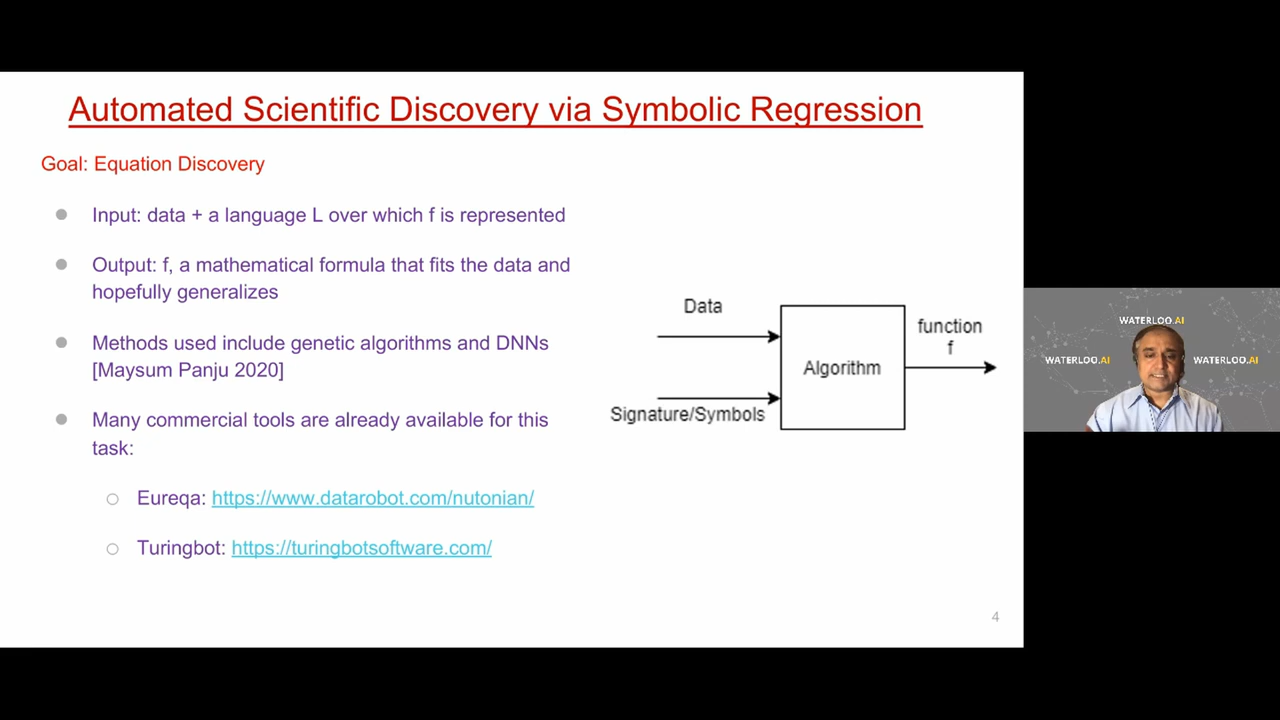 Automated Scientific Discovery via Symbolic Regression
Goal: Equation Discovery
Input: data + a language L over which f is represented
Output: f, a mathematical formula that fits the data and
hopefully generalizes
Methods used include genetic algorithms and DNNs
[Maysum Panju 2020]
Many commercial tools are already available for this
task:
Eureqa: https://www.datarobot.com/nutonian/
Turingbot: https://turingbotsoftware.com/
Data
Signature/Symbols
Algorithm
function
f
4
WATERLOO.AI
WATERLOO.AI
WATERLOO.AI